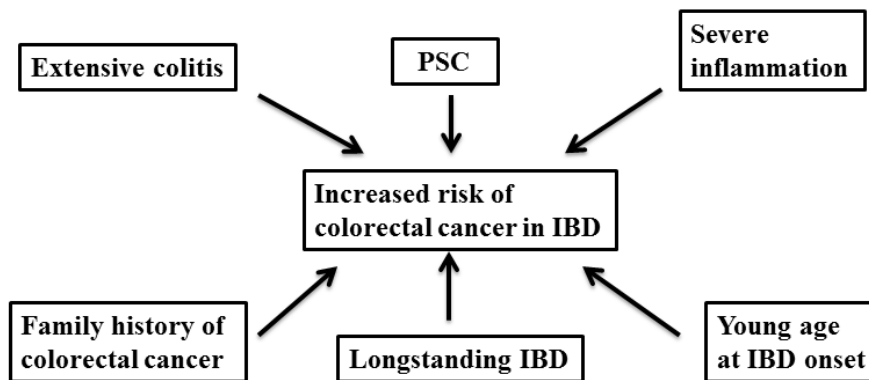 Extensive colitis
PSC
Severe
inflammation
Increased risk of
colorectal cancer in IBD
Family history of
colorectal cancer
Longstanding IBD
Young age
at IBD onset